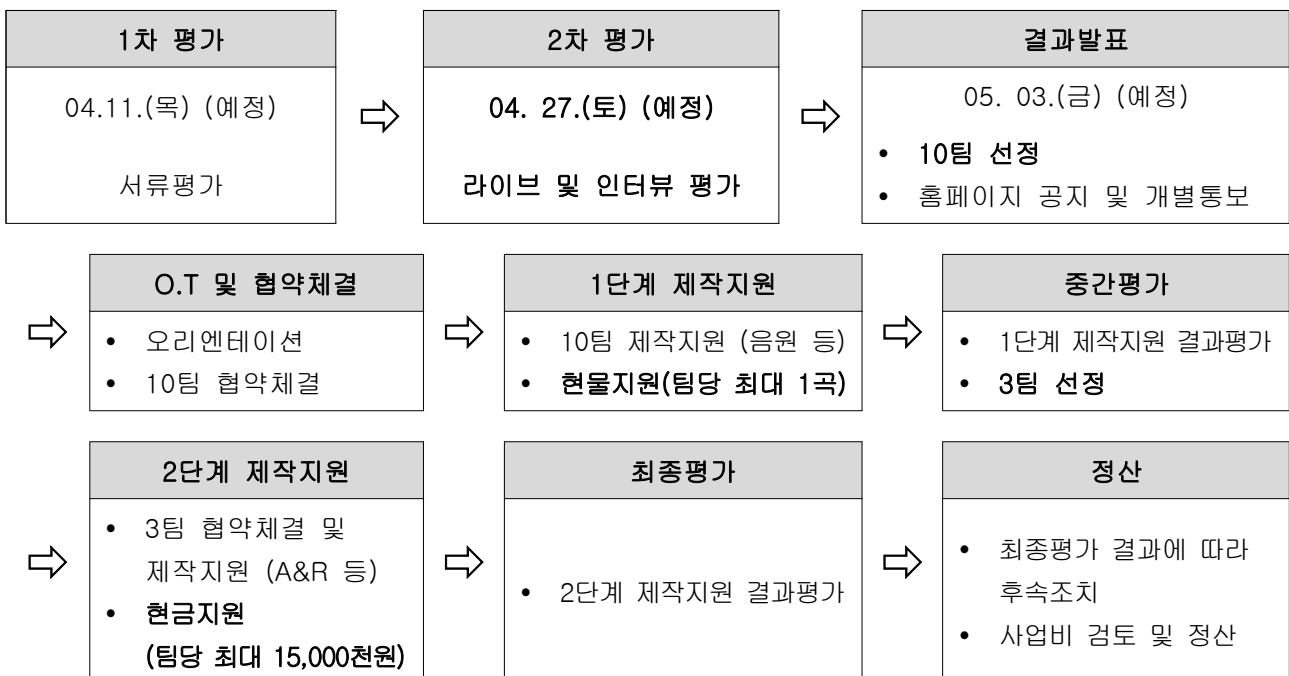 1차 평가
04.11.(목) (예정)
서류평가
2차 평가
04. 27.(토) (예정)
라이브 및 인터뷰 평가
결과발표
05. 03.(금) (예정)
• 10팀 선정
• 홈페이지 공지 및 개별통보
O.T 및 협약체결
• 오리엔테이션
• 10팀 협약체결
1단계 제작지원
• 10팀 제작지원 (음원 등)
• 현물지원(팀당 최대 1곡)
중간평가
• 1단계 제작지원 결과평가
• 3팀 선정
2단계 제작지원
• 3팀 협약체결 및
제작지원 (A&R 등)
• 현금지원
(팀당 최대 15,000천원)
최종평가
• 2단계 제작지원 결과평가
정산
• 최종평가 결과에 따라
후속조치
• 사업비 검토 및 정산